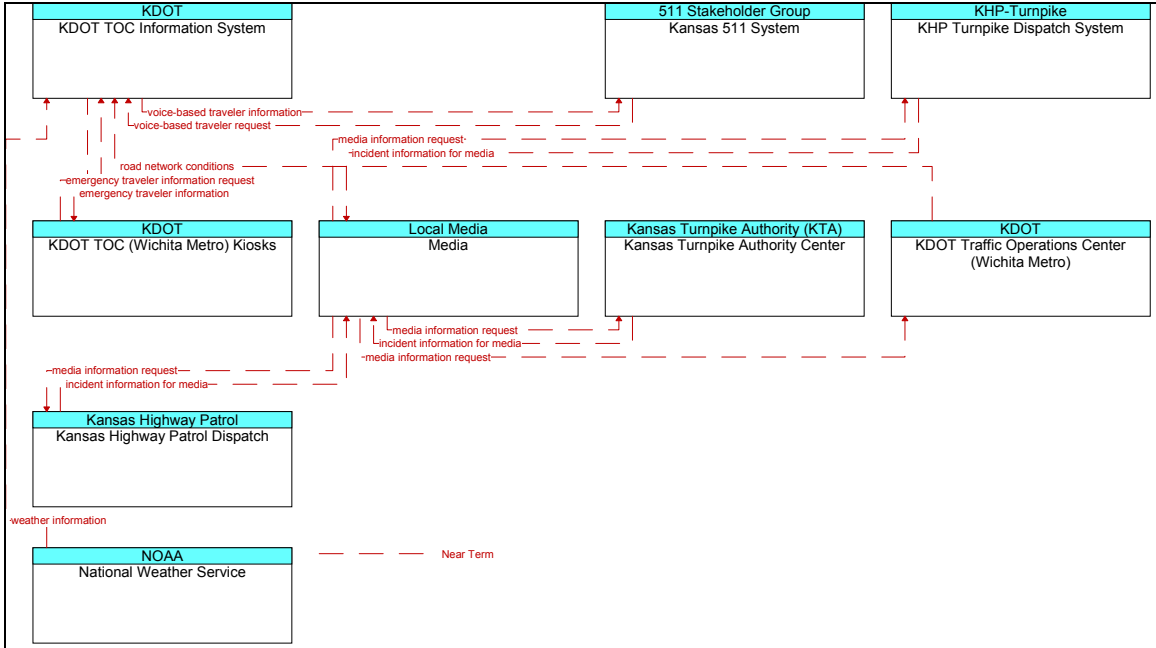 KDOT
KDOT TOC Information System
511 Stakeholder Group
Kansas 511 System
KHP-Turnpike
KHP Turnpike Dispatch System
voice-based traveler information
voice-based traveler request
media information request
incident information for media
road network conditions
emergency traveler information request
emergency traveler information
KDOT
KDOT TOC (Wichita Metro) Kiosks
Local Media
Media
Kansas Turnpike Authority (KTA)
Kansas Turnpike Authority Center
KDOT
KDOT Traffic Operations Center
(Wichita Metro)
media information request
incident information for media
media information request
media information request
incident information for media
Kansas Highway Patrol
Kansas Highway Patrol Dispatch
weather information
NOAA
National Weather Service
Near Term